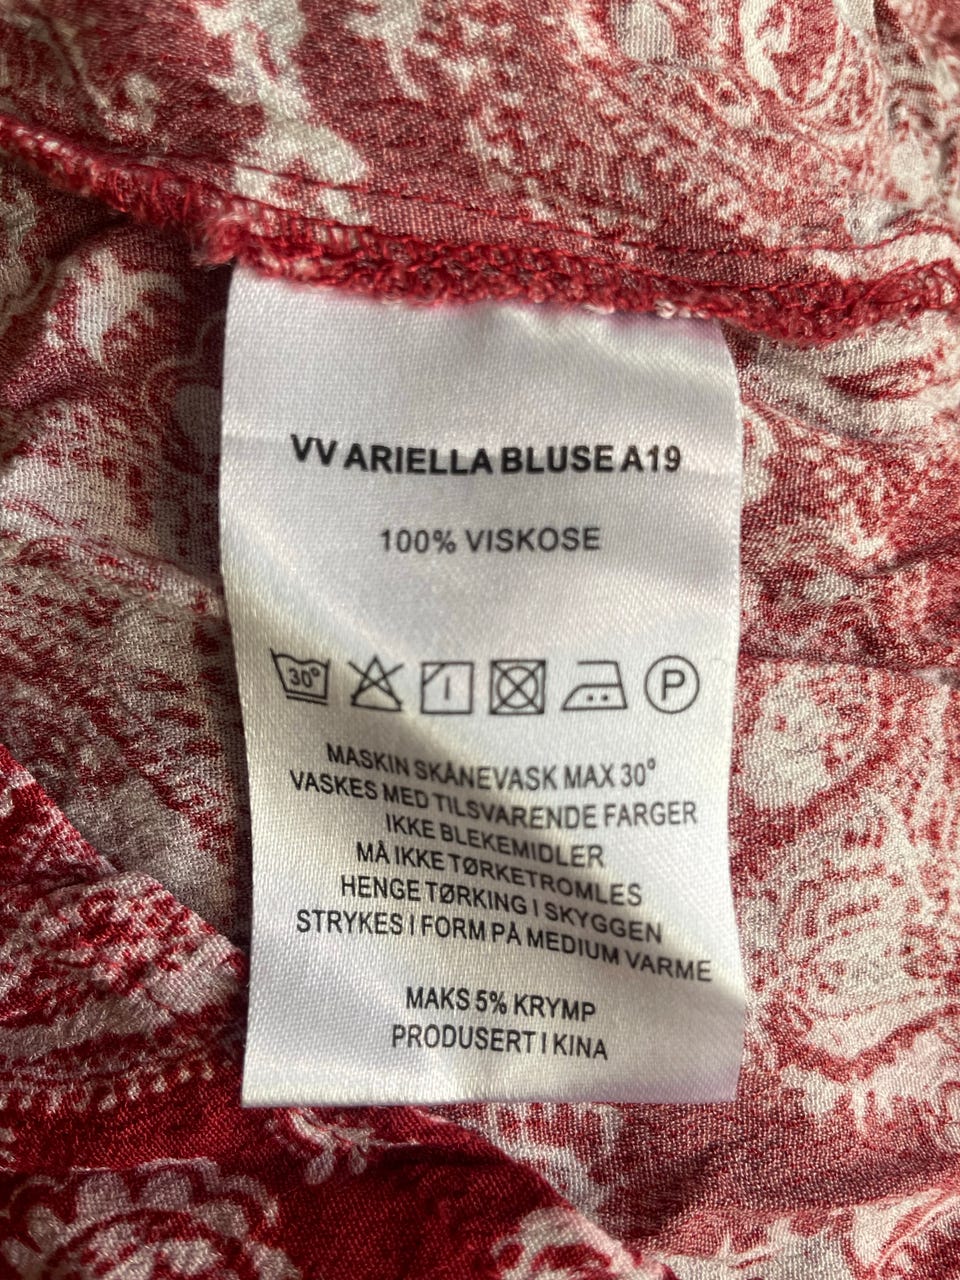 VV ARIELLA BLUSE A19
100% VISKOSE
30° P
MASKIN SKÅNEVASK MAX 30°
VASKES MED TILSVARENDE FARGER
IKKE BLEKEMIDLER
MÅ IKKE TØRKETROMLES
HENGE TØRKING I SKYGGEN
STRYKES I FORM PÅ MEDIUM VARME
MAKS 5% KRYMP
PRODUSERT I KINA